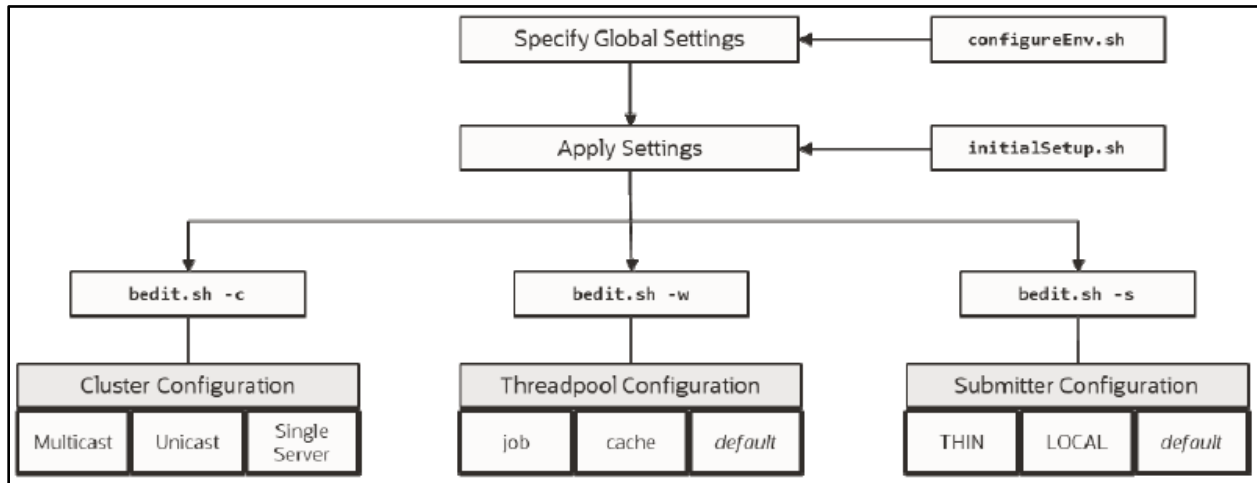 Specify Global Settings
configureEnv.sh
Apply Settings
initialSetup.sh
bedit.sh -c
bedit.sh -w
bedit.sh -s
Cluster Configuration
Threadpool Configuration
Submitter Configuration
Multicast
Unicast
Single
Server
job
cache
default
THIN
LOCAL
default